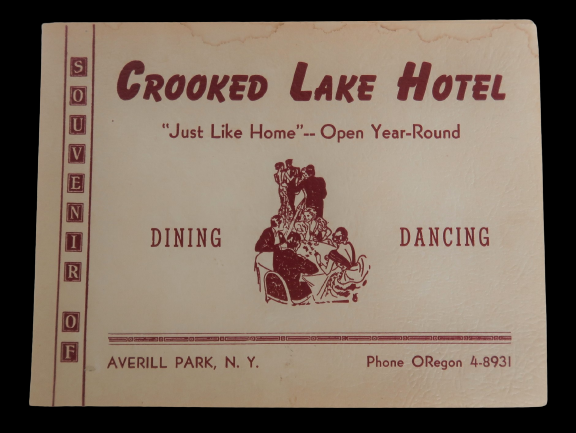 SOUVENIR OF
CROOKED LAKE HOTEL
"Just Like Home"-- Open Year-Round
DINING
DANCING
AVERILL PARK, N. Y.
Phone ORegon 4-8931